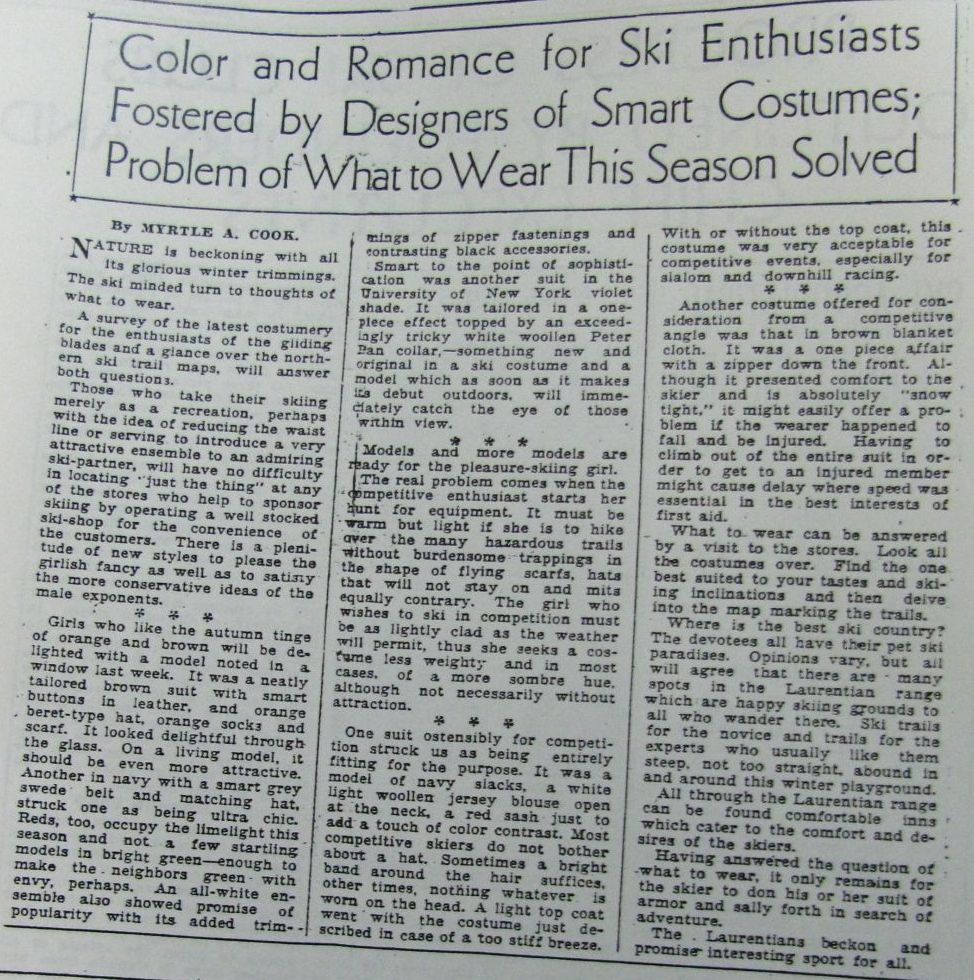 Color and Romance for Ski Enthusiasts
Fostered by Designers of Smart Costumes;
Problem of What to Wear This Season Solved
By MYRTLE A. COOK.
NATURE is beckoning with all
its glorious winter trimmings.
The ski minded turn to thoughts of
what to wear.
A survey of the latest costumery
for the enthusiasts of the gliding
blades and a glance over the north-
ern ski trail maps, will answer
both questions.
Those who take their skiing
merely as a recreation, perhaps
with the idea of reducing the waist
line or serving to introduce a very
attractive ensemble to an admiring
ski-partner, will have no difficulty
in locating "just the thing" at any
of the stores who help to sponsor
skiing by operating a well stocked
ski-shop for the convenience of
the customers. There is a pleni-
tude of new styles to please the
girlish fancy as well as to satisfy
the more conservative ideas of the
male exponents.
* * *
Girls who like the autumn tinge
of orange and brown will be de-
lighted with a model noted in a
window last week. It was a neatly
tailored brown suit with smart
buttons in leather, and orange
beret-type hat, orange socks and
scarf. It looked delightful through
the glass. On a living model, it
should be even more attractive.
Another in navy with a smart grey
swede belt and matching hat,
struck one as being ultra chic.
Reds, too, occupy the limelight this
season and not a few startling
models in bright green—enough to
make the neighbors green with
envy, perhaps. An all-white en-
semble also showed promise of
popularity with its added trim-
mings of zipper fastenings and
contrasting black accessories.
Smart to the point of sophisti-
cation was another suit in the
University of New York violet
shade. It was tailored in a one-
piece effect topped by an exceed-
ingly tricky white woollen Peter
Pan collar,—something new and
original in a ski costume and a
model which as soon as it makes
its debut outdoors, will imme-
diately catch the eye of those
within view.
* * *
Models and more models are
ready for the pleasure-skiing girl.
The real problem comes when the
competitive enthusiast starts her
hunt for equipment. It must be
warm but light if she is to hike
over the many hazardous trails
without burdensome trappings in
the shape of flying scarfs, hats
that will not stay on and mits
equally contrary. The girl who
wishes to ski in competition must
be as lightly clad as the weather
will permit, thus she seeks a cos-
tume less weighty and in most
cases, of a more sombre hue,
although not necessarily without
attraction.
* * *
One suit ostensibly for competi-
tion struck us as being entirely
fitting for the purpose. It was a
model of navy slacks, a white
light woollen jersey blouse open
at the neck, a red sash just to
add a touch of color contrast. Most
competitive skiers do not bother
about a hat. Sometimes a bright
band around the hair suffices,
other times, nothing whatever is
worn on the head. A light top coat
went with the costume just de-
scribed in case of a too stiff breeze.
With or without the top coat, this
costume was very acceptable for
competitive events, especially for
slalom and downhill racing.
* * *
Another costume offered for con-
sideration from a competitive
angle was that in brown blanket
cloth. It was a one piece affair
with a zipper down the front. Al-
though it presented comfort to the
skier and is absolutely "snow
tight," it might easily offer a pro-
blem if the wearer happened to
fall and be injured. Having to
climb out of the entire suit in or-
der to get to an injured member
might cause delay where speed was
essential in the best interests of
first aid.
What to wear can be answered
by a visit to the stores. Look all
the costumes over. Find the one
best suited to your tastes and ski-
ing inclinations and then delve
into the map marking the trails.
Where is the best ski country?
The devotees all have their pet ski
paradises. Opinions vary, but all
will agree that there are many
spots in the Laurentian range
which are happy skiing grounds to
all who wander there. Ski trails
for the novice and trails for the
experts who usually like them
steep, not too straight, abound in
and around this winter playground.
All through the Laurentian range
can be found comfortable inns
which cater to the comfort and de-
sires of the skiers.
Having answered the question of
what to wear, it only remains for
the skier to don his or her suit of
armor and sally forth in search of
adventure.
The Laurentians beckon and
promise interesting sport for all.